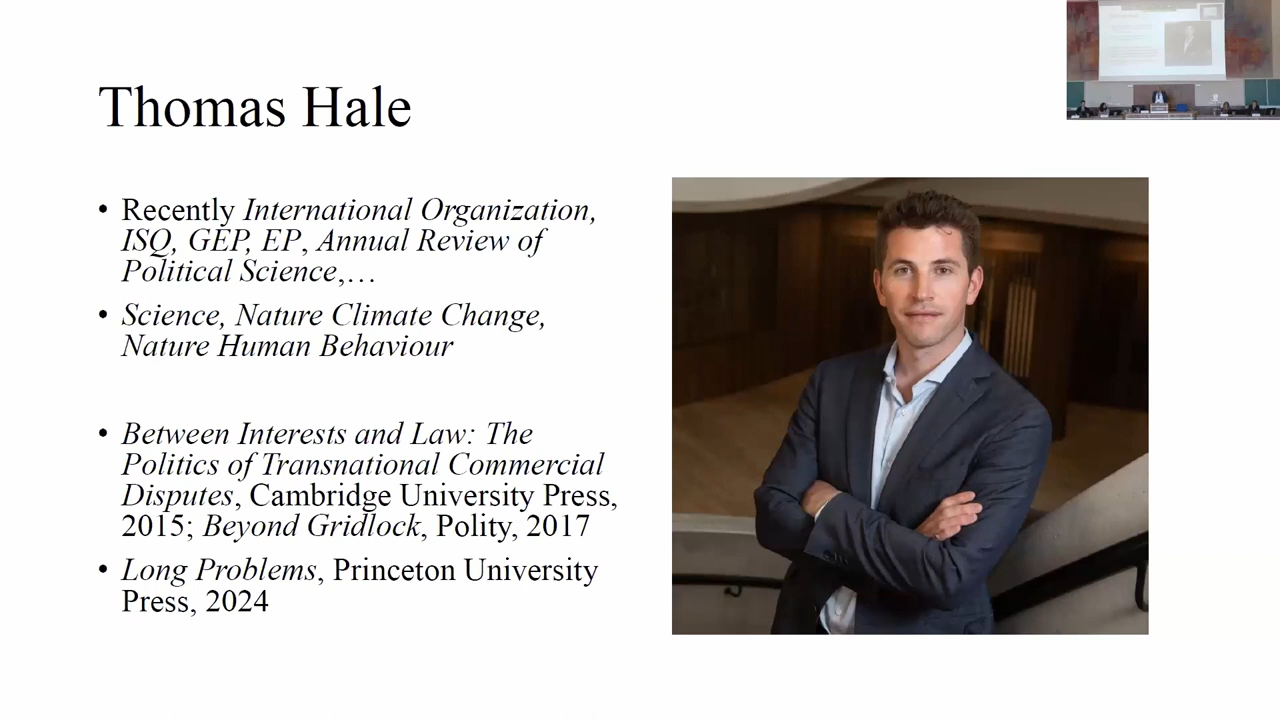 Thomas Hale
• Recently International Organization,
ISQ, GEP, EP, Annual Review of
Political Science,…
• Science, Nature Climate Change,
Nature Human Behaviour
• Between Interests and Law: The
Politics of Transnational Commercial
Disputes, Cambridge University Press,
2015; Beyond Gridlock, Polity, 2017
• Long Problems, Princeton University
Press, 2024